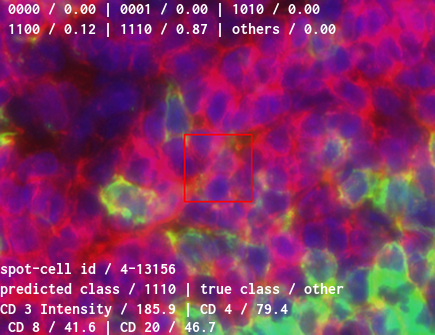 0000 / 0.00 | 0001 / 0.00 | 1010 / 0.00
1100 / 0.12 | 1110 / 0.87 | others / 0.00
spot-cell id / 4-13156
predicted class / 1110 | true class / other
CD 3 Intensity / 185.9 | CD 4 / 79.4
CD 8 / 41.6 | CD 20 / 46.7